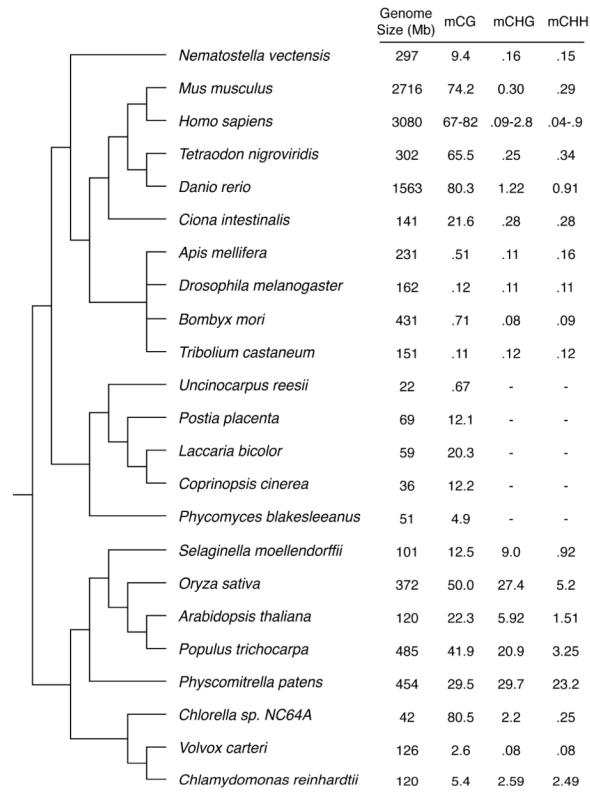 Genome
Size (Mb) mCG mCHG mCHH
Nematostella vectensis 297 9.4 .16 .15
Mus musculus 2716 74.2 0.30 .29
Homo sapiens 3080 67-82 .09-2.8 .04-.9
Tetraodon nigroviridis 302 65.5 .25 .34
Danio rerio 1563 80.3 1.22 0.91
Ciona intestinalis 141 21.6 .28 .28
Apis mellifera 231 .51 .11 .16
Drosophila melanogaster 162 .12 .11 .11
Bombyx mori 431 .71 .08 .09
Tribolium castaneum 151 .11 .12 .12
Uncinocarpus reesii 22 .67 - -
Postia placenta 69 12.1 - -
Laccaria bicolor 59 20.3 - -
Coprinopsis cinerea 36 12.2 - -
Phycomyces blakesleeanus 51 4.9 - -
Selaginella moellendorffii 101 12.5 9.0 .92
Oryza sativa 372 50.0 27.4 5.2
Arabidopsis thaliana 120 22.3 5.92 1.51
Populus trichocarpa 485 41.9 20.9 3.25
Physcomitrella patens 454 29.5 29.7 23.2
Chlorella sp. NC64A 42 80.5 2.2 .25
Volvox carteri 126 2.6 .08 .08
Chlamydomonas reinhardtii 120 5.4 2.59 2.49